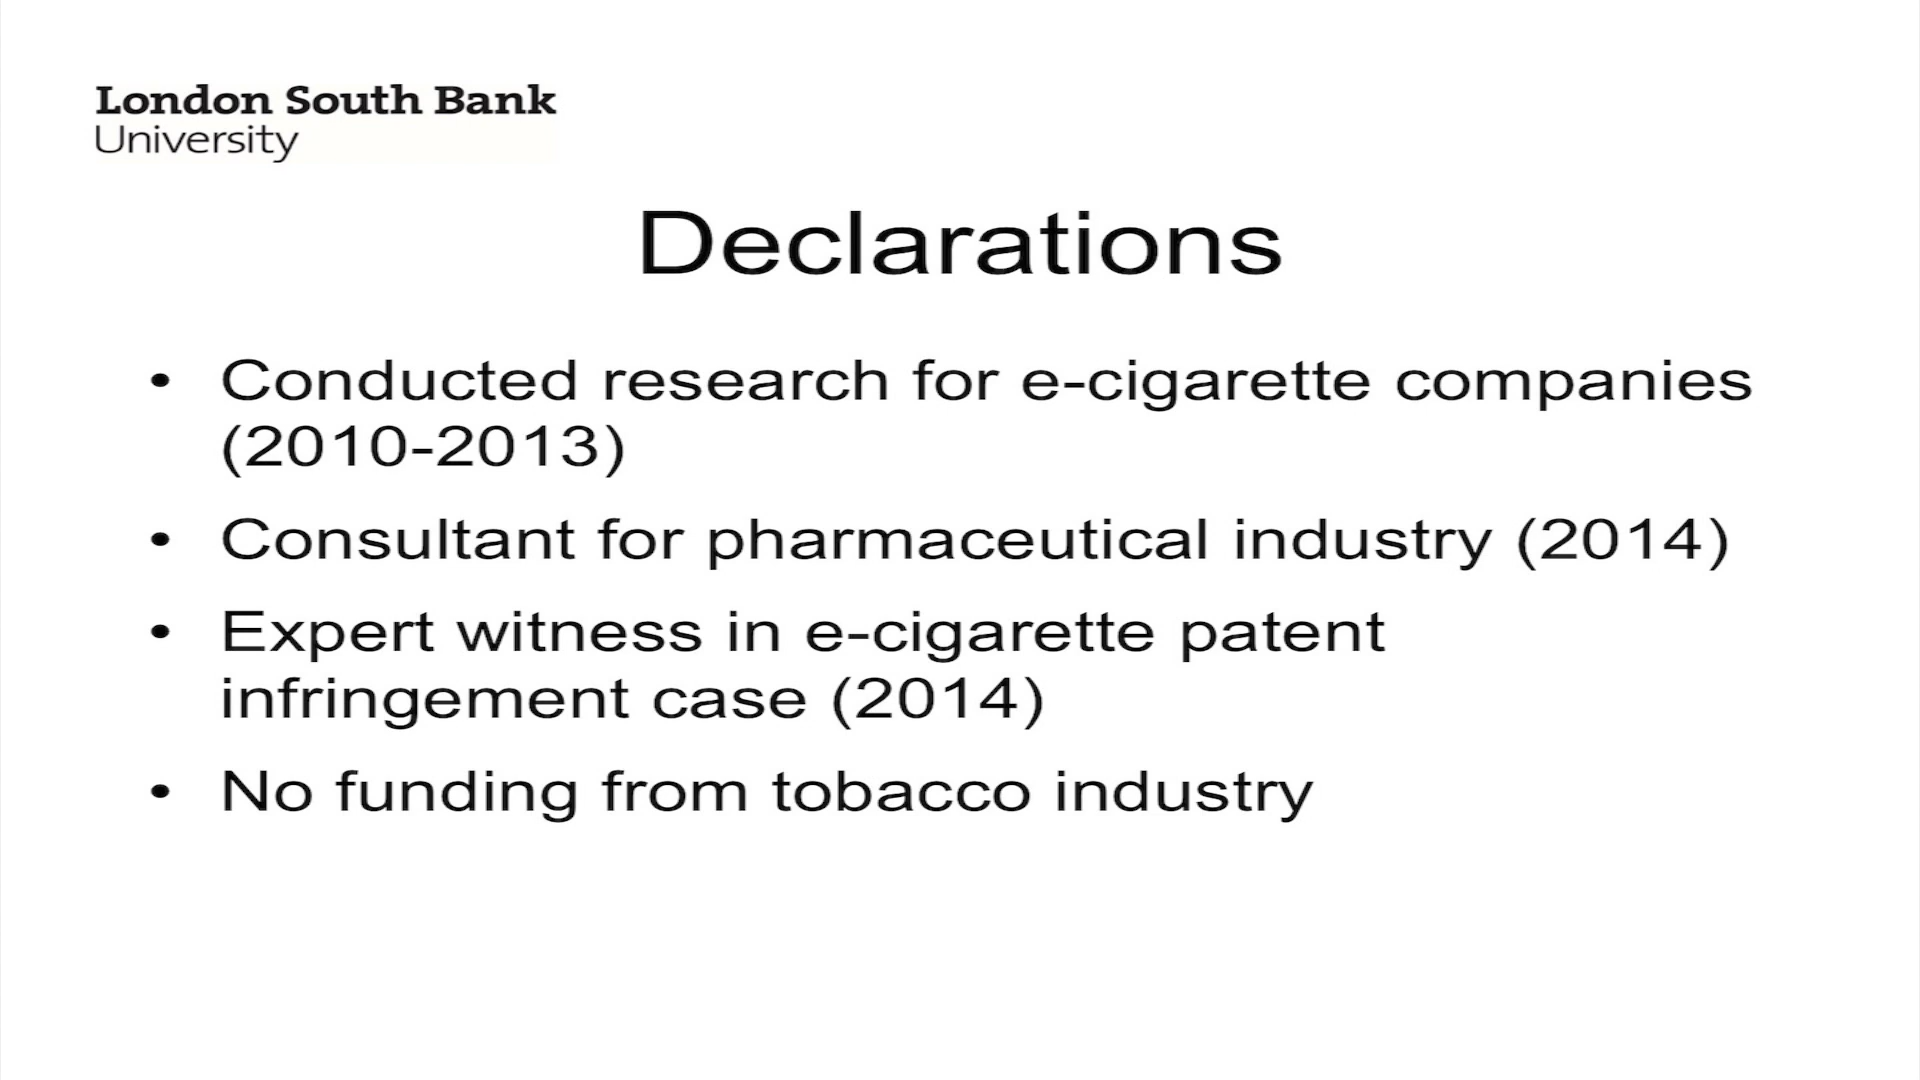 London South Bank
University
Declarations
• Conducted research for e-cigarette companies
(2010-2013)
• Consultant for pharmaceutical industry (2014)
• Expert witness in e-cigarette patent
infringement case (2014)
• No funding from tobacco industry